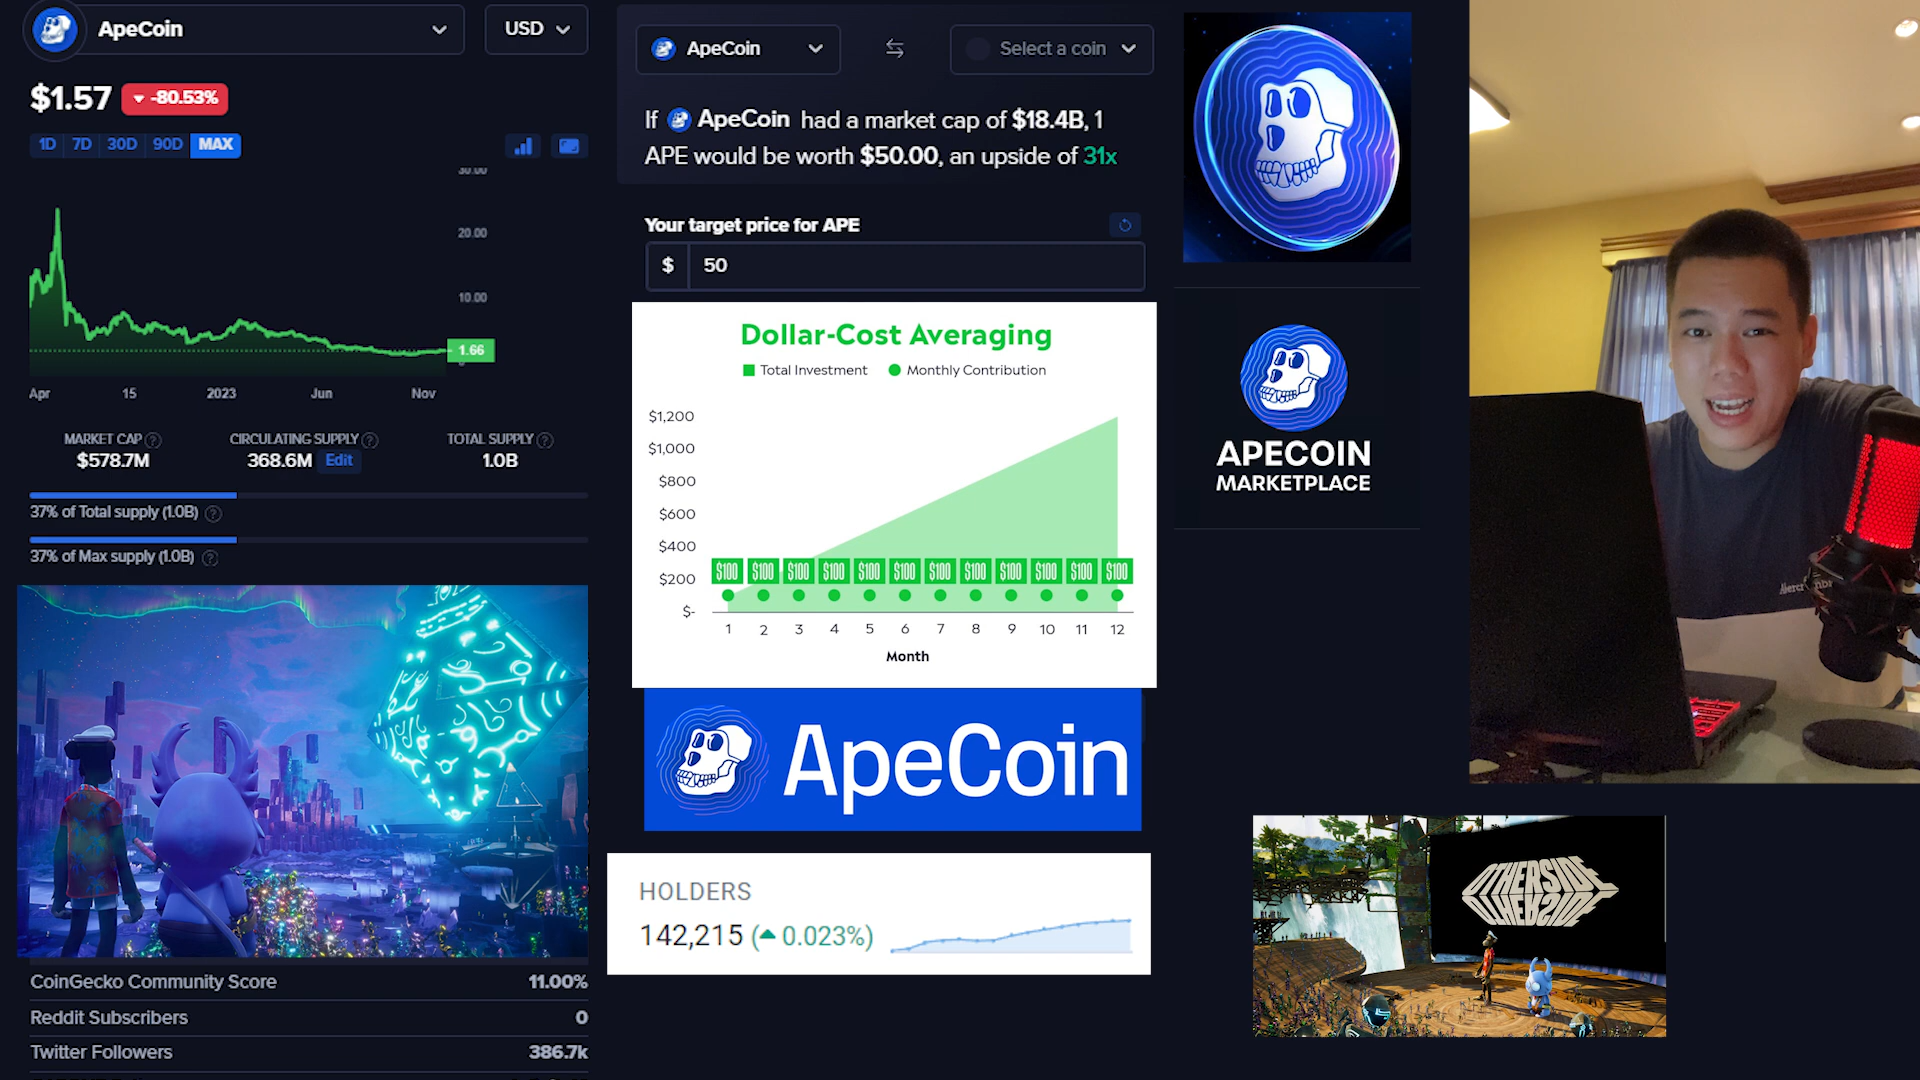 ApeCoin
USD
$1.57
-80.53%
1D 7D 30D 90D MAX
20.00
10.00
1.66
Apr 15 2023 Jun Nov
MARKET CAP
$578.7M
CIRCULATING SUPPLY
368.6M Edit
TOTAL SUPPLY
1.0B
37% of Total supply (1.0B)
37% of Max supply (1.0B)
CoinGecko Community Score 11.00%
Reddit Subscribers 0
Twitter Followers 386.7k
ApeCoin
Select a coin
If ApeCoin had a market cap of $18.4B, 1
APE would be worth $50.00, an upside of 31x
Your target price for APE
$ 50
Dollar-Cost Averaging
Total Investment Monthly Contribution
$1,200
$1,000
$800
$600
$400
$200
$-
$100 $100 $100 $100 $100 $100 $100 $100 $100 $100 $100 $100
1 2 3 4 5 6 7 8 9 10 11 12
Month
ApeCoin
HOLDERS
142,215 (0.023%)
APECOIN
MARKETPLACE
OTHERSIDE